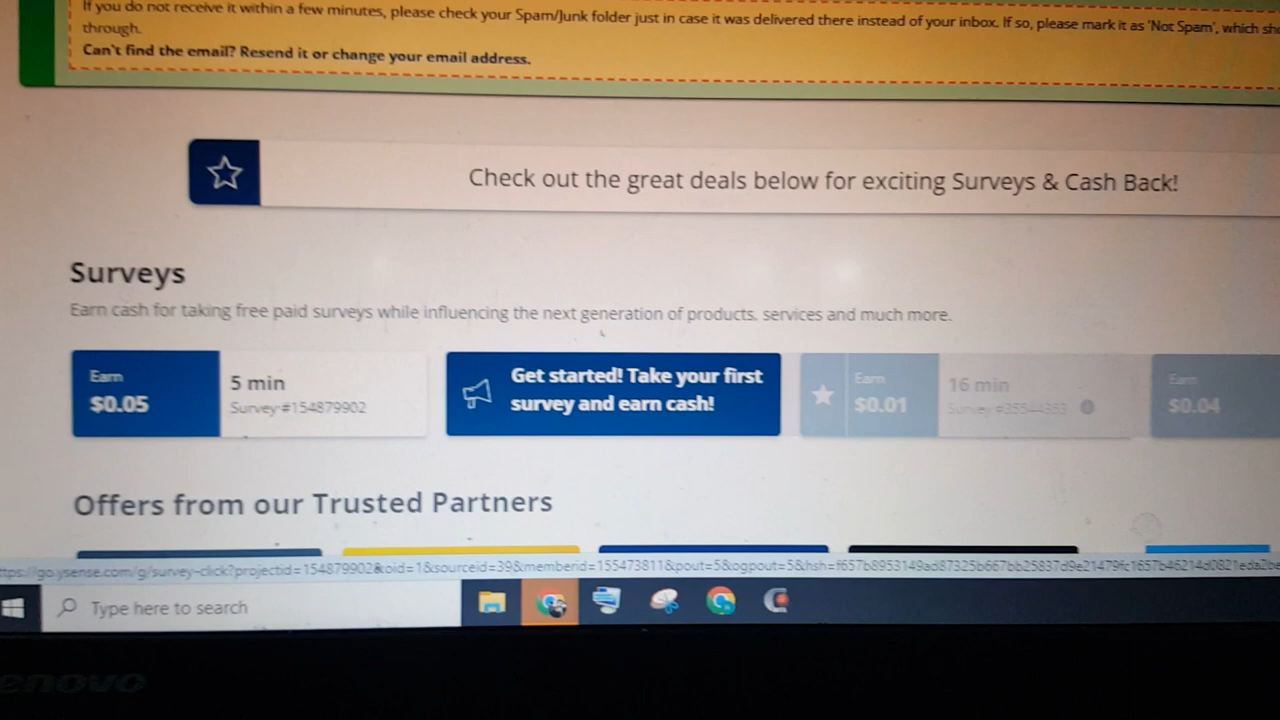 If you do not receive it within a few minutes, please check your Spam/Junk folder just in case it was delivered there instead of your inbox. If so, please mark it as 'Not Spam', which
through.
Can't find the email? Resend it or change your email address.
Check out the great deals below for exciting Surveys & Cash Back!
Surveys
Earn cash for taking free paid surveys while influencing the next generation of products, services and much more.
Earn
$0.05
5 min
Survey #154879902
Get started! Take your first
survey and earn cash!
Earn
$0.01
16 min
Survey
Earn
$0.04
Offers from our Trusted Partners
Type here to search
enovo